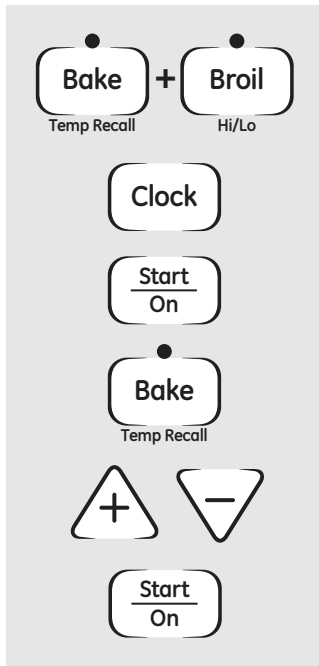 Bake + Broil
Temp Recall Hi/Lo
Clock
Start
On
Bake
Temp Recall
+ −
Start
On